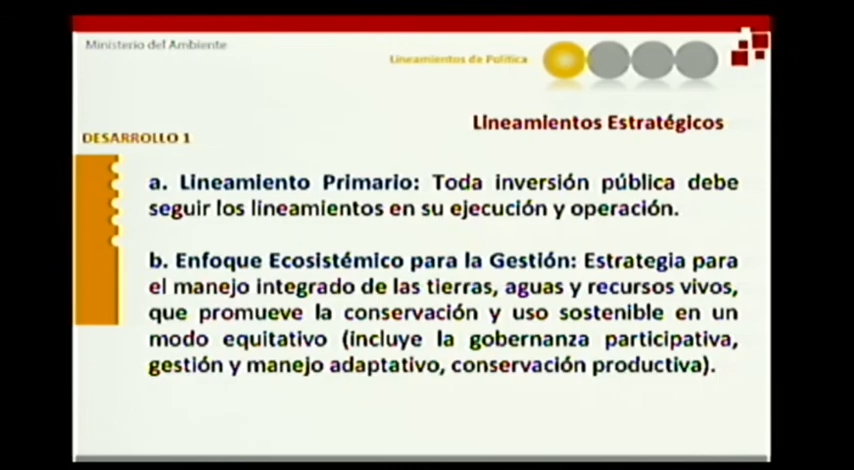 Ministerio del Ambiente
Lineamientos de Política
Lineamientos Estratégicos
DESARROLLO 1
a. Lineamiento Primario: Toda inversión pública debe
seguir los lineamientos en su ejecución y operación.
b. Enfoque Ecosistémico para la Gestión: Estrategia para
el manejo integrado de las tierras, aguas y recursos vivos,
que promueve la conservación y uso sostenible en un
modo equitativo (incluye la gobernanza participativa,
gestión y manejo adaptativo, conservación productiva).